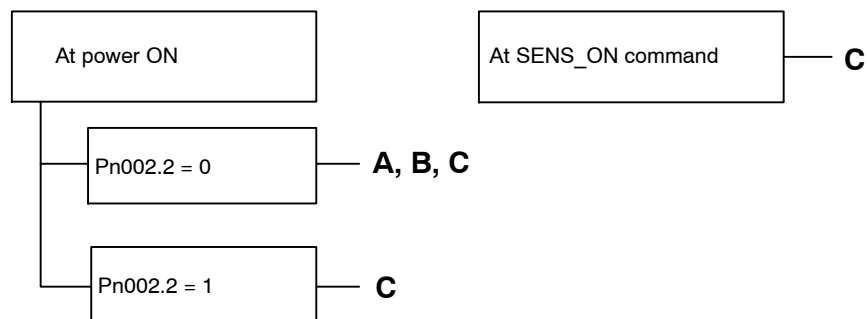 At power ON
At SENS_ON command
C
Pn002.2 = 0
A, B, C
Pn002.2 = 1
C